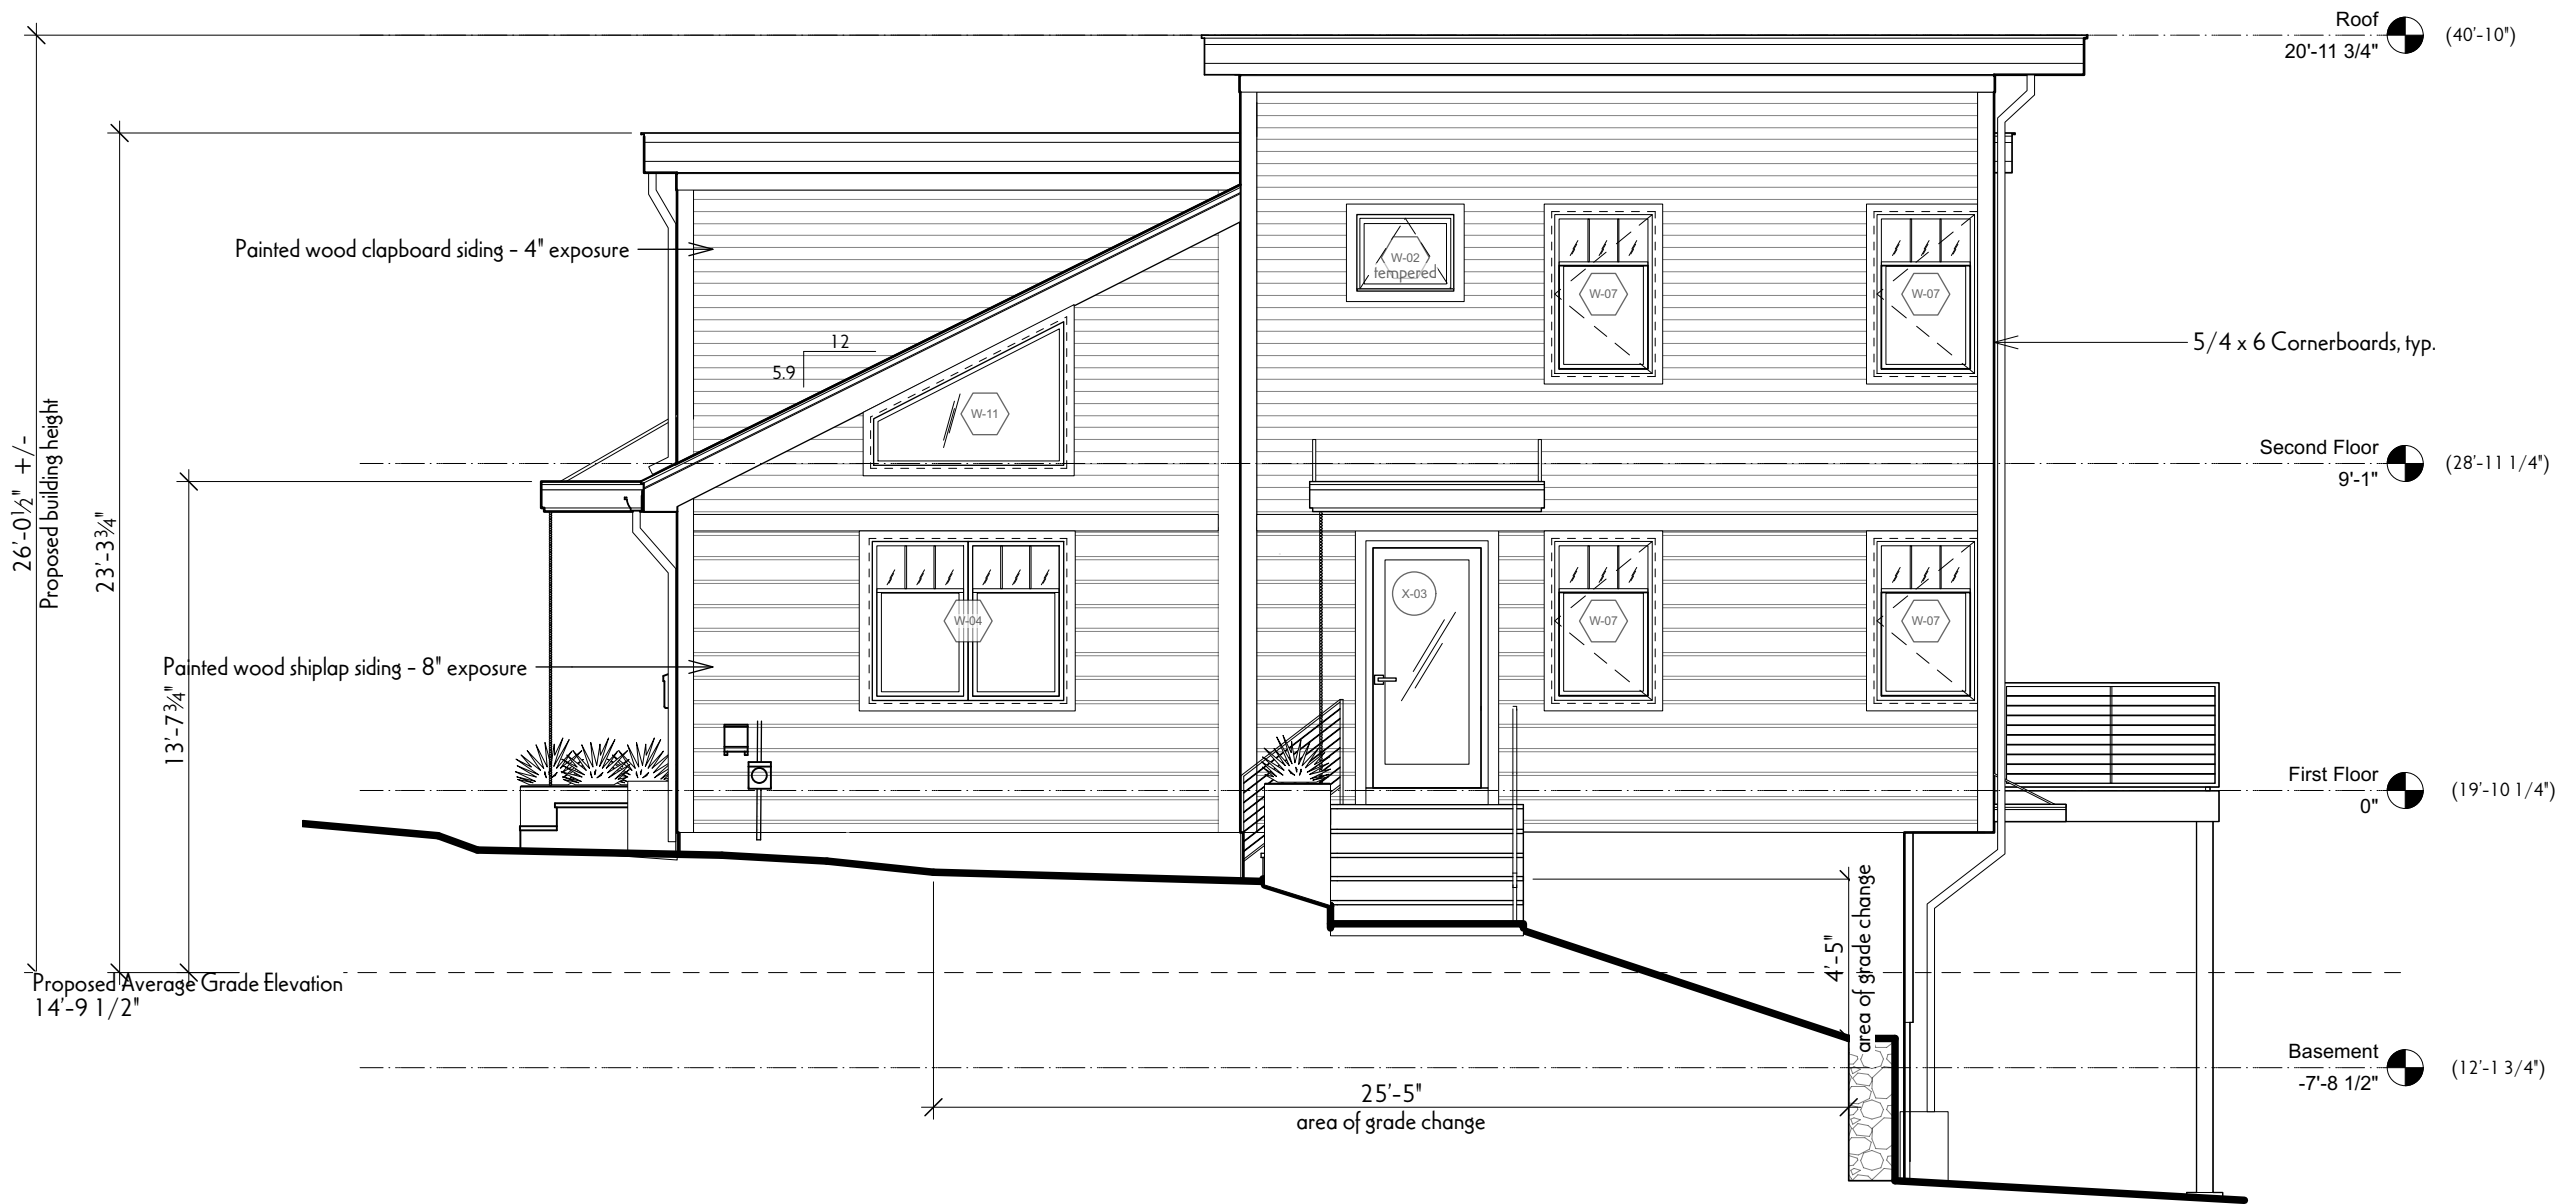 Roof
20'-11 3/4"
(40'-10")
Painted wood clapboard siding - 4" exposure
W-02
tempered
W-07
W-07
12
5.9
5/4 x 6 Cornerboards, typ.
W-11
26'-0½" +/-
Proposed building height
23'-3¾"
13'-7¾"
Second Floor
9'-1"
(28'-11 1/4")
X-03
W-04
W-07
W-07
Painted wood shiplap siding - 8" exposure
First Floor
0"
(19'-10 1/4")
4'-5"
area of grade change
Proposed Average Grade Elevation
14'-9 1/2"
Basement
-7'-8 1/2"
(12'-1 3/4")
25'-5"
area of grade change